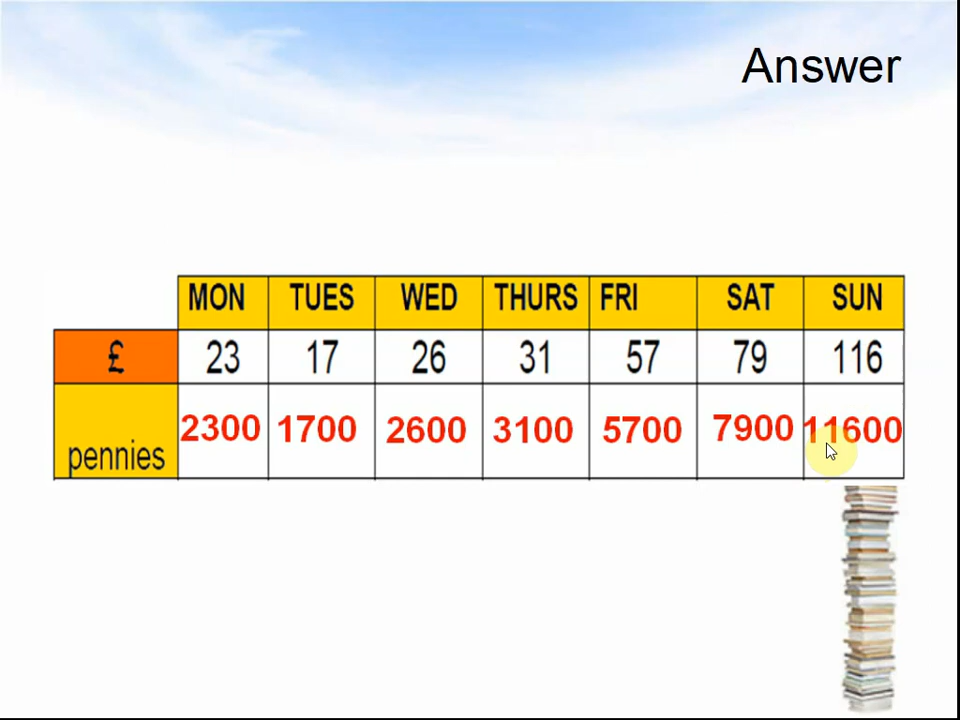 Answer
MON TUES WED THURS FRI SAT SUN
£ 23 17 26 31 57 79 116
pennies 2300 1700 2600 3100 5700 7900 11600